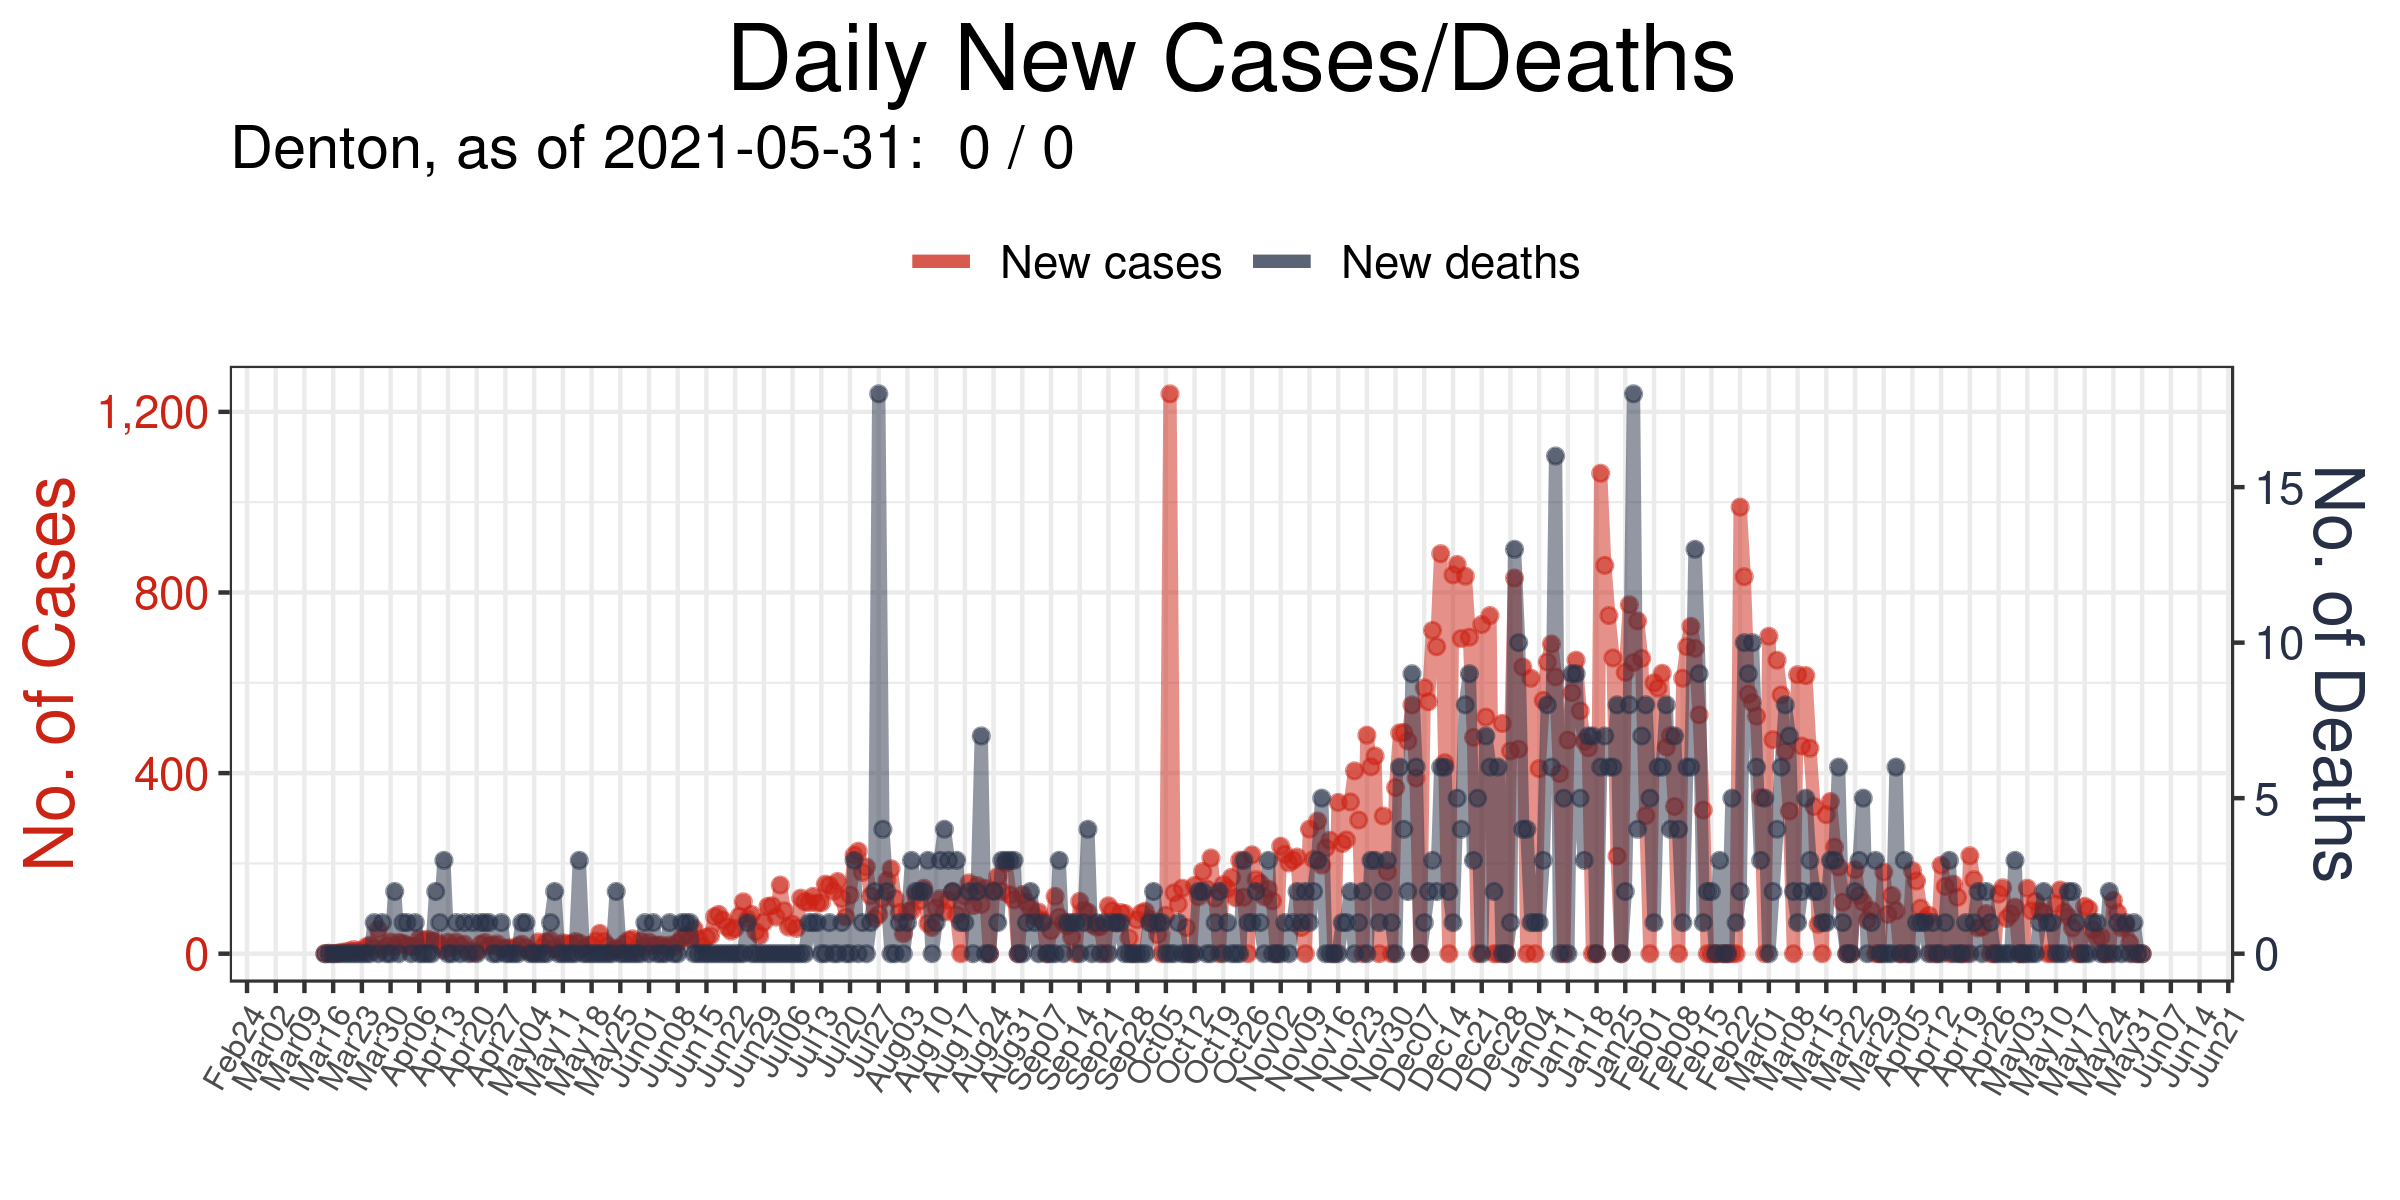 Daily New Cases/Deaths
Denton, as of 2021-05-31:  0 / 0
New cases New deaths
No. of Cases
1,200
800
400
0
No. of Deaths
15
10
5
0
Feb24 Mar02 Mar09 Mar16 Mar23 Mar30 Apr06 Apr13 Apr20 Apr27 May04 May11 May18 May25 Jun01 Jun08 Jun15 Jun22 Jun29 Jul06 Jul13 Jul20 Jul27 Aug03 Aug10 Aug17 Aug24 Aug31 Sep07 Sep14 Sep21 Sep28 Oct05 Oct12 Oct19 Oct26 Nov02 Nov09 Nov16 Nov23 Nov30 Dec07 Dec14 Dec21 Dec28 Jan04 Jan11 Jan18 Jan25 Feb01 Feb08 Feb15 Feb22 Mar01 Mar08 Mar15 Mar22 Mar29 Apr05 Apr12 Apr19 Apr26 May03 May10 May17 May24 May31 Jun07 Jun14 Jun21